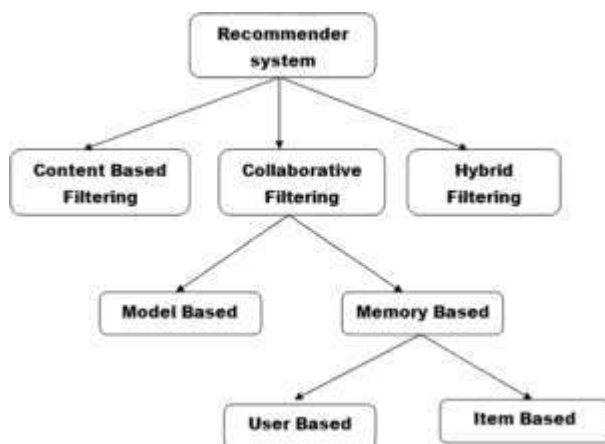 Recommender
system
Content Based
Filtering
Collaborative
Filtering
Hybrid
Filtering
Model Based
Memory Based
User Based
Item Based